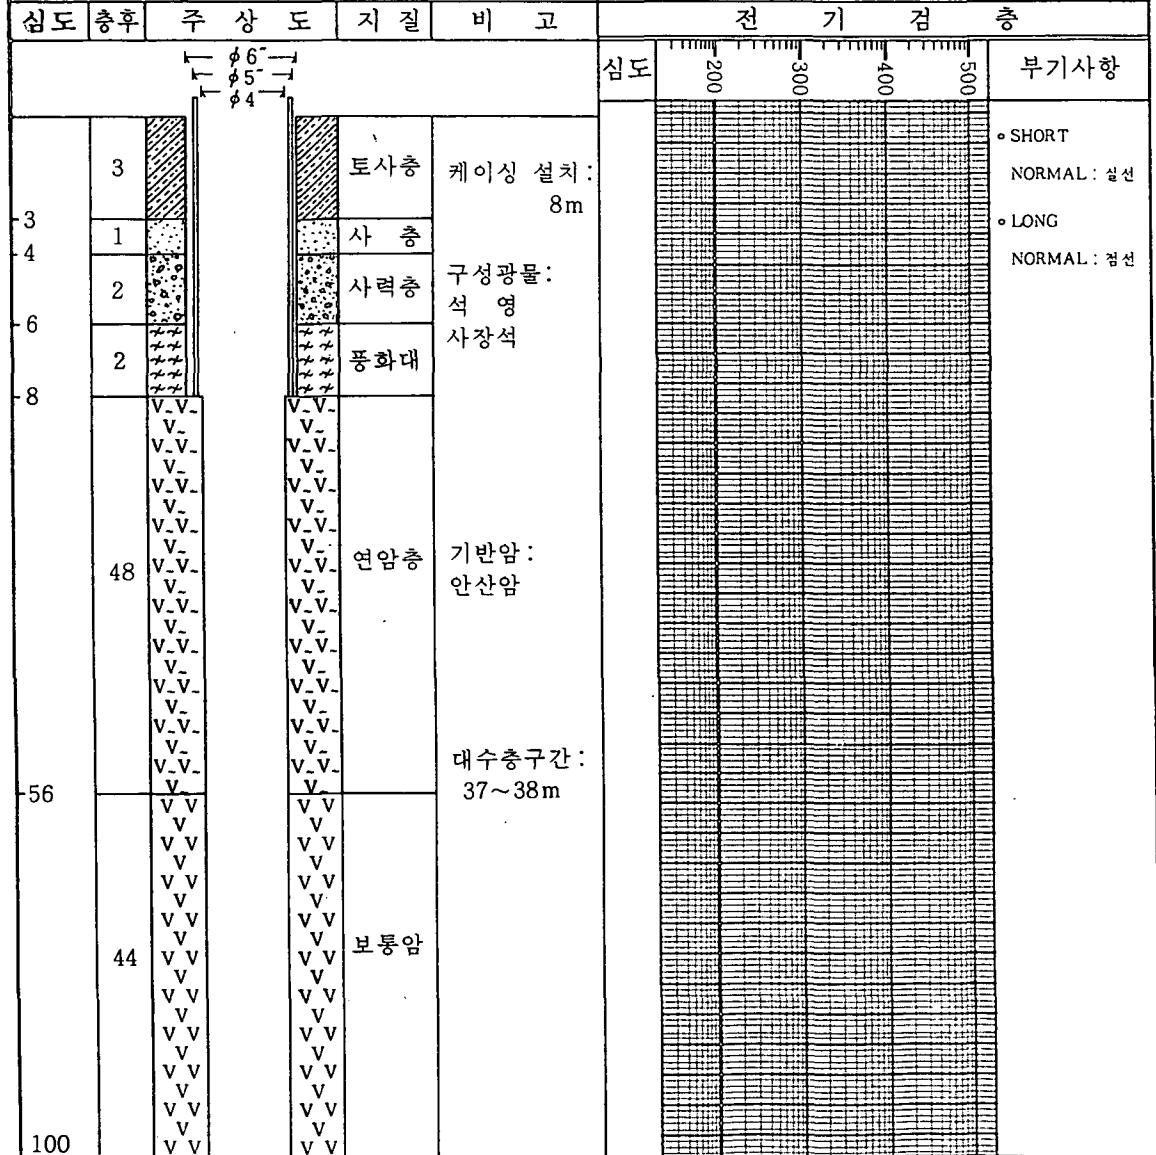 심도 층후 주 상 도 지 질 비 고 전 기 검 층
φ6″
φ5″
φ4
심도 200 300 400 500 부기사항
3 토사층 케이싱 설치:
8m
3
1 사 층
4
2 사력층 구성광물:
석 영
사장석
6
2 풍화대
8
48 연암층 기반암:
안산암
대수층구간:
37~38m
56
44 보통암
100
SHORT
NORMAL: 실선
LONG
NORMAL: 점선